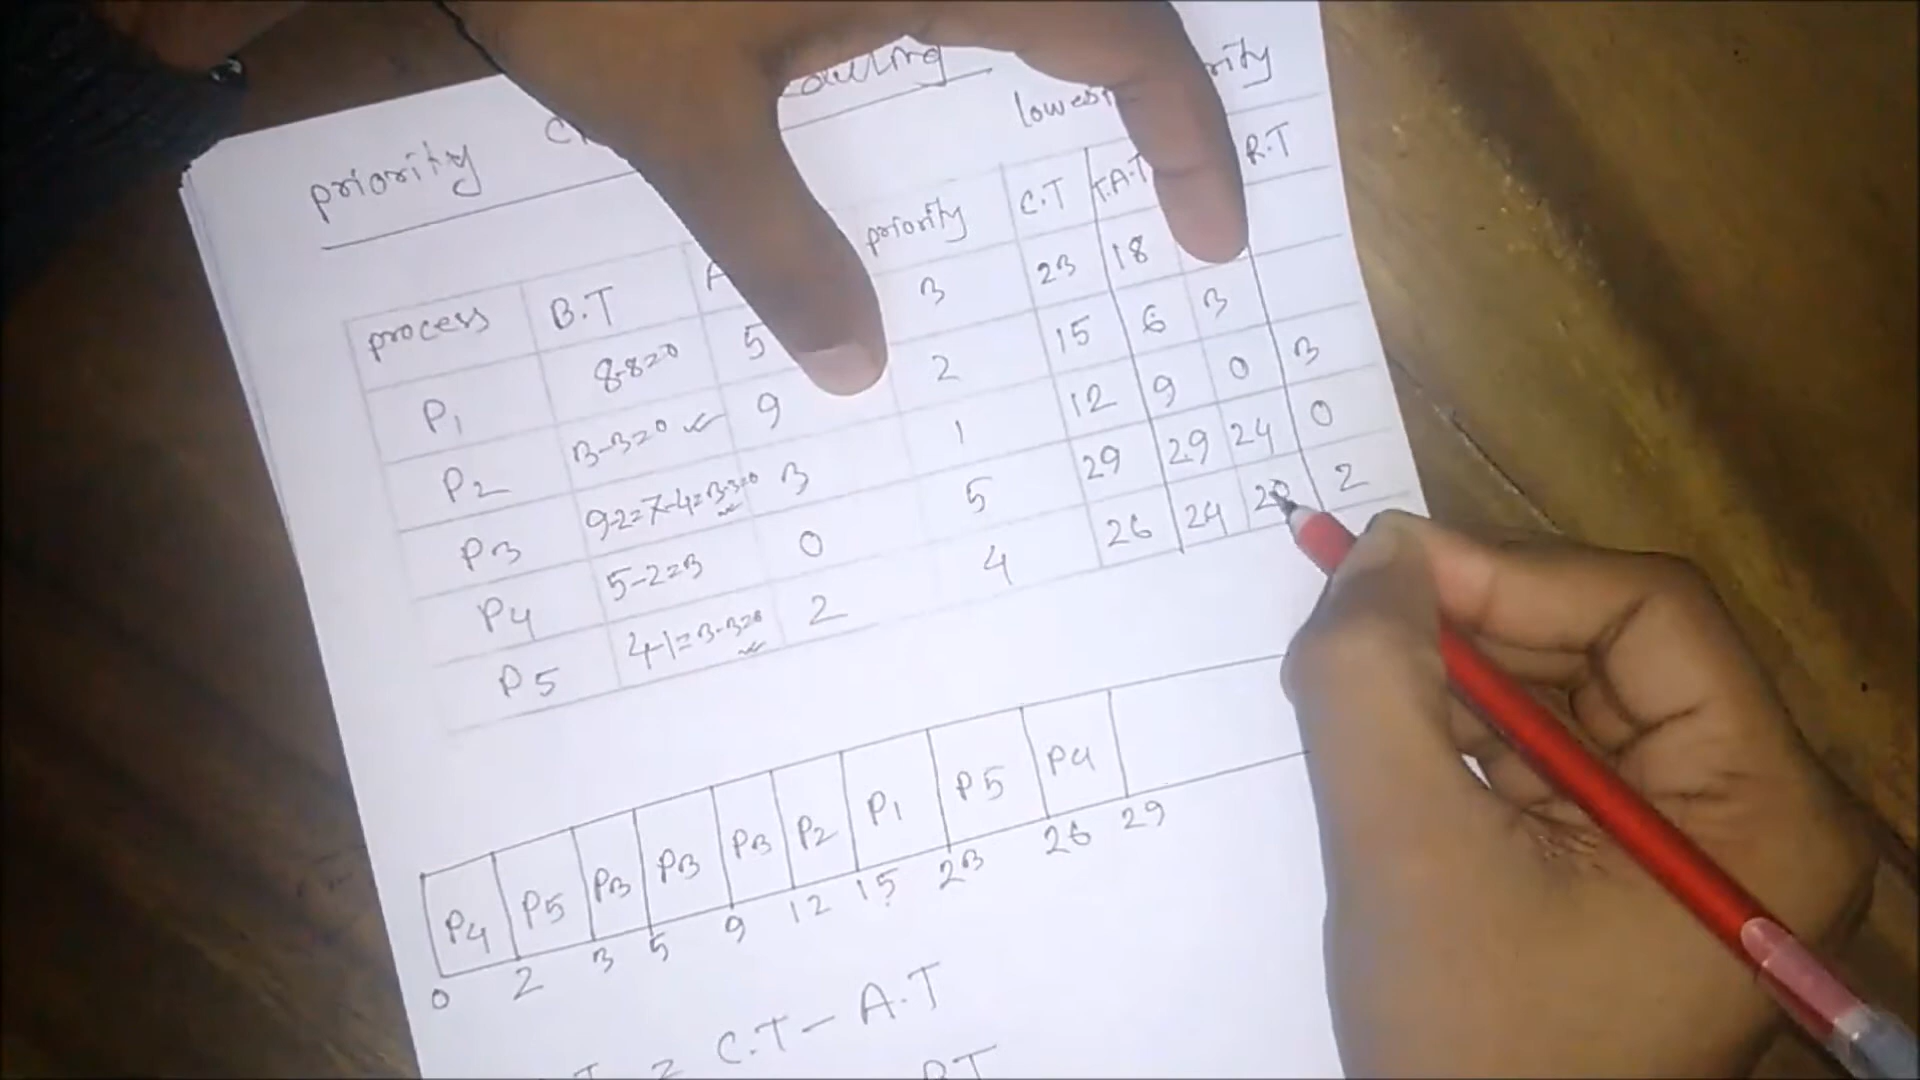 priority
lowest
process B.T priority C.T T.A.T R.T
P1 8-8=0 5 3 23 18
P2 3-3=0 9 2 15 6 3
P3 9-2=7-4=3-3=0 3 1 12 9 0 3
P4 5-2=3 0 5 29 29 24 0
P5 4-1=3-3=0 2 4 26 24 20 2
P4 P5 P3 P3 P3 P2 P1 P5 P4
0 2 3 5 9 12 15 23 26 29
= C.T - A.T